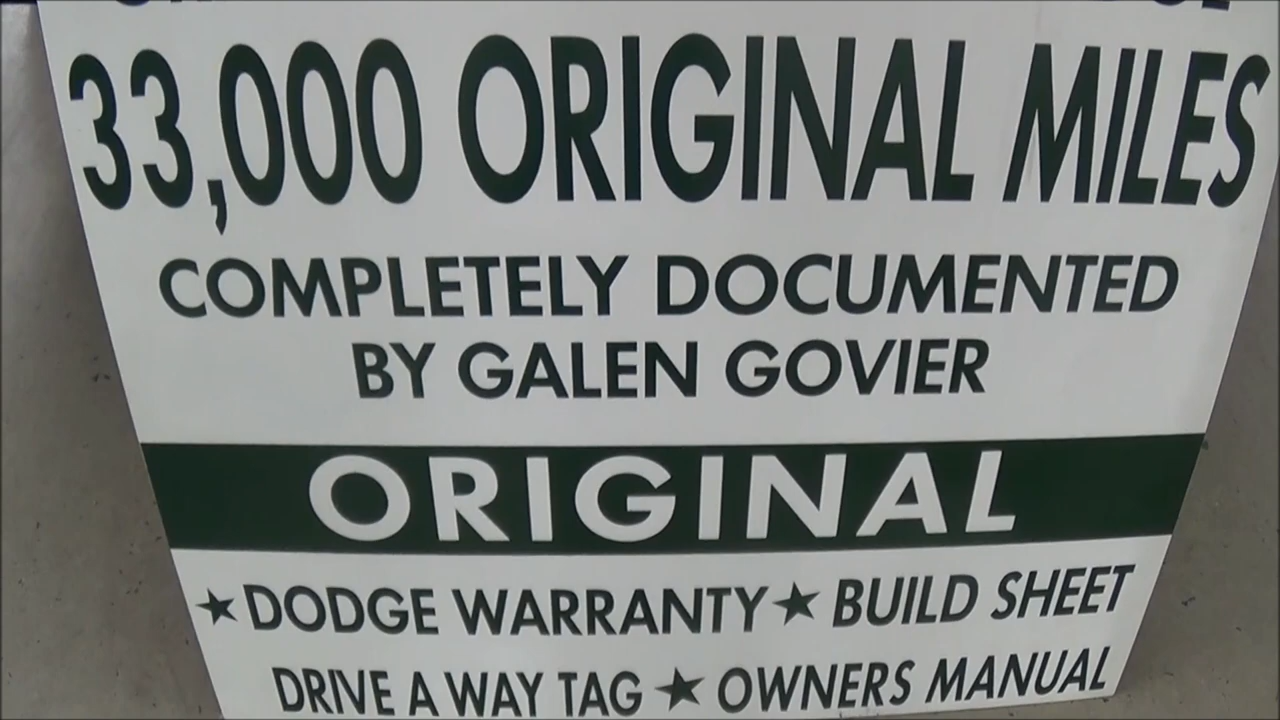 33,000 ORIGINAL MILES
COMPLETELY DOCUMENTED
BY GALEN GOVIER
ORIGINAL
★DODGE WARRANTY★BUILD SHEET
DRIVE A WAY TAG★OWNERS MANUAL